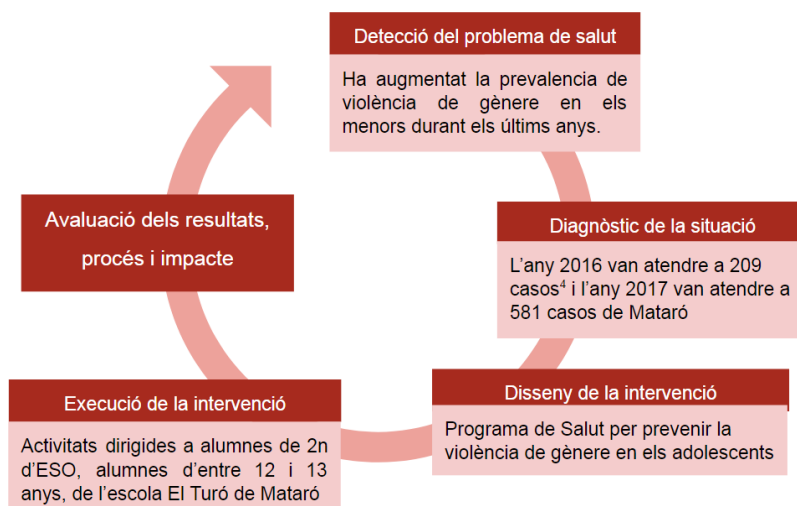 Detecció del problema de salut
Ha augmentat la prevalencia de
violència de gènere en els
menors durant els últims anys.
Diagnòstic de la situació
L’any 2016 van atendre a 209
casos⁴ i l’any 2017 van atendre a
581 casos de Mataró
Disseny de la intervenció
Programa de Salut per prevenir la
violència de gènere en els adolescents
Execució de la intervenció
Activitats dirigides a alumnes de 2n
d’ESO, alumnes d’entre 12 i 13
anys, de l’escola El Turó de Mataró
Avaluació dels resultats,
procés i impacte